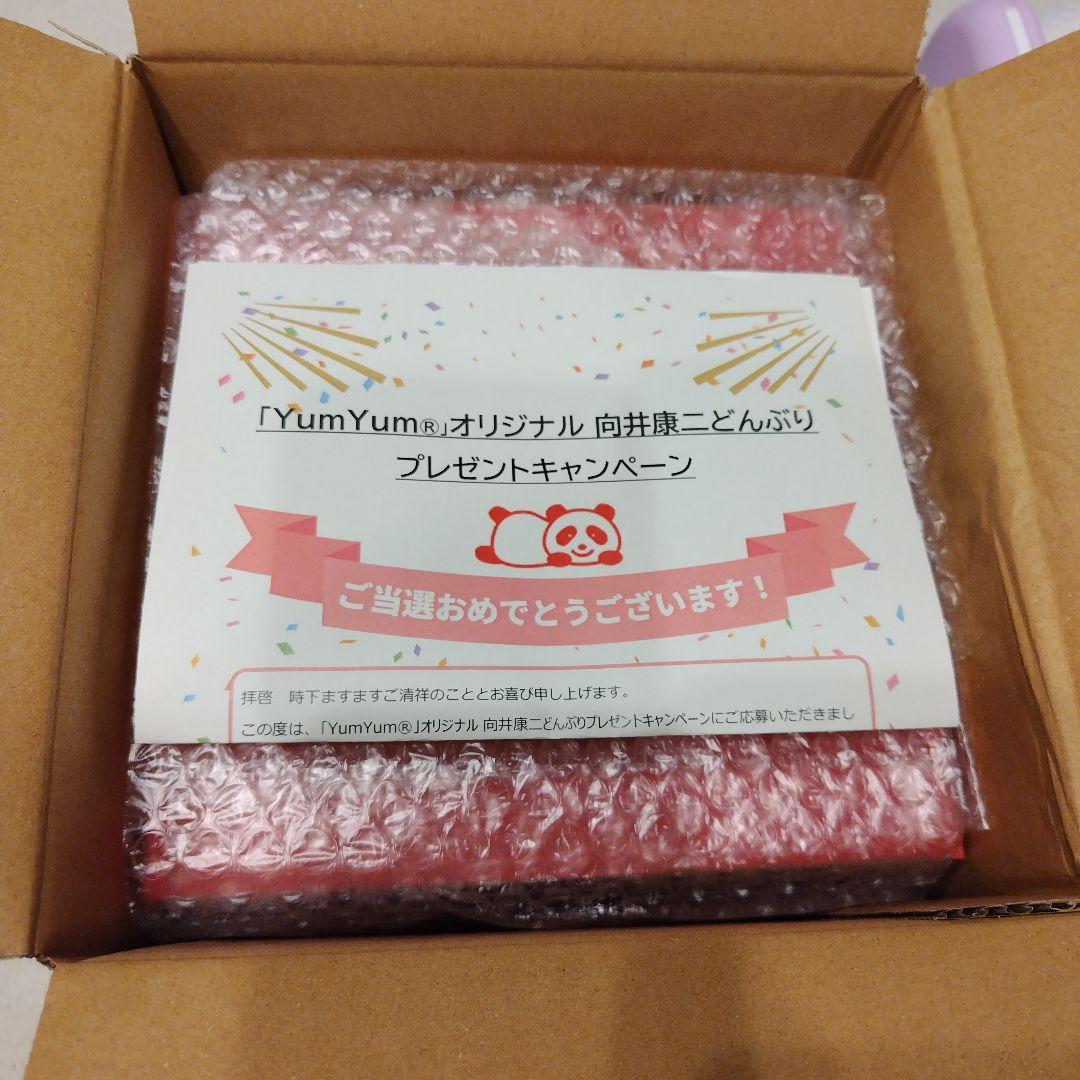 「YumYum®」オリジナル 向井康二どんぶり
プレゼントキャンペーン
ご当選おめでとうございます！
拝啓　時下ますますご清祥のこととお喜び申し上げます。
この度は、「YumYum®」オリジナル 向井康二どんぶりプレゼントキャンペーンにご応募いただきまし